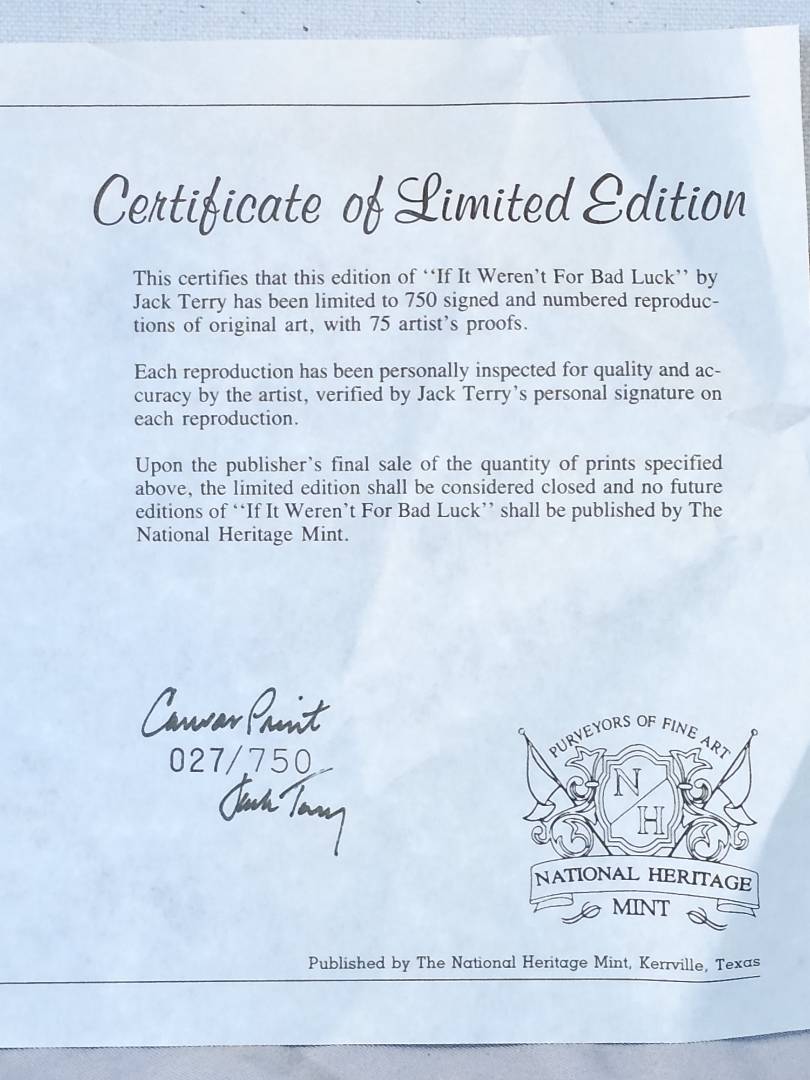 Certificate of Limited Edition
This certifies that this edition of ‘‘If It Weren't For Bad Luck’’ by
Jack Terry has been limited to 750 signed and numbered reproduc-
tions of original art, with 75 artist's proofs.
Each reproduction has been personally inspected for quality and ac-
curacy by the artist, verified by Jack Terry's personal signature on
each reproduction.
Upon the publisher's final sale of the quantity of prints specified
above, the limited edition shall be considered closed and no future
editions of ‘‘If It Weren't For Bad Luck’’ shall be published by The
National Heritage Mint.
Canvas Print
027/750
Jack Terry
PURVEYORS OF FINE ART
N
H
NATIONAL HERITAGE
MINT
Published by The National Heritage Mint, Kerrville, Texas